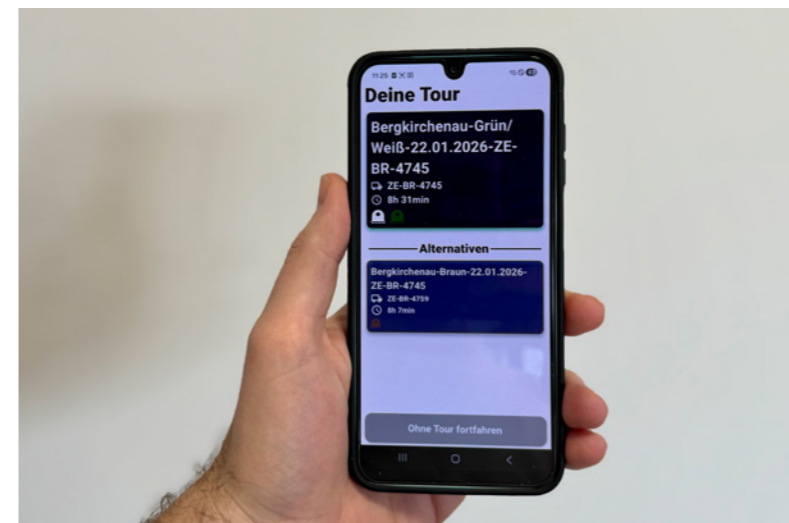 11:25
Deine Tour
Bergkirchenau-Grün/
Weiß-22.01.2026-ZE-
BR-4745
ZE-BR-4745
8h 31min
Alternativen
Bergkirchenau-Braun-22.01.2026-
ZE-BR-4745
ZE-BR-4759
8h 7min
Ohne Tour fortfahren